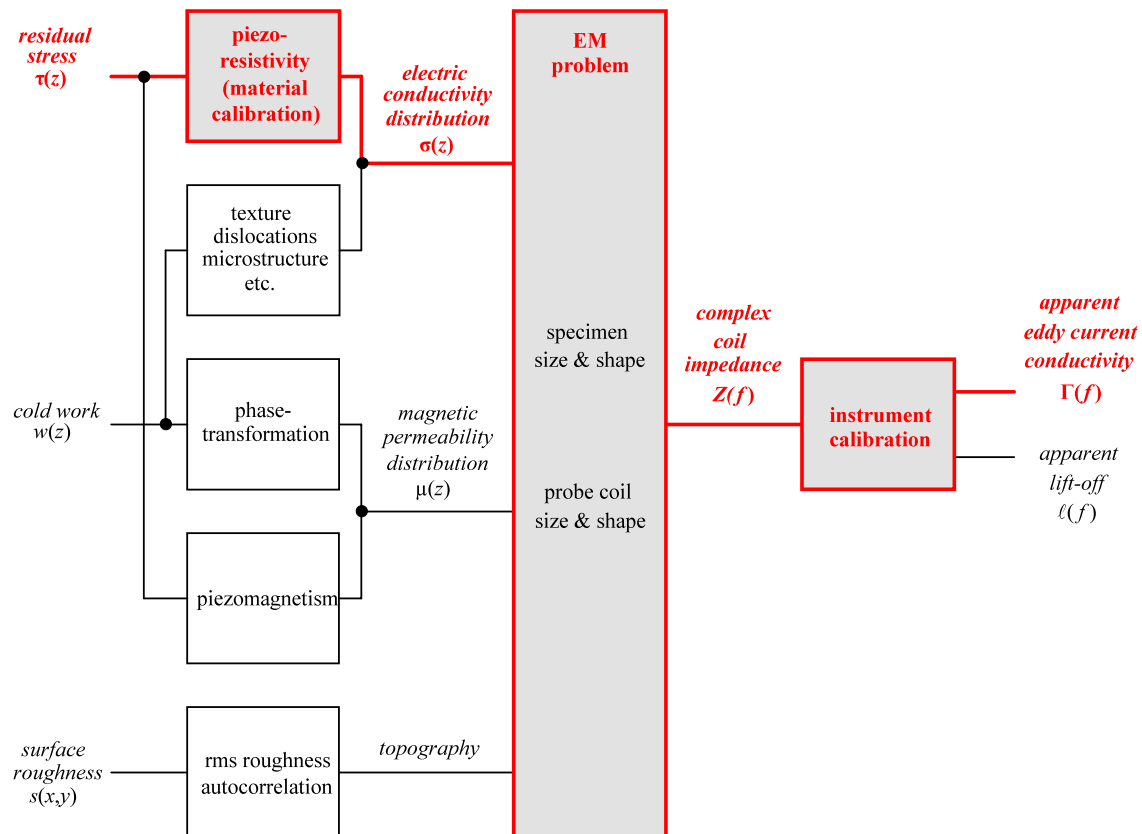 residual
stress
τ(z)
piezo-
resistivity
(material
calibration)
electric
conductivity
distribution
σ(z)
EM
problem
texture
dislocations
microstructure
etc.
cold work
w(z)
phase-
transformation
magnetic
permeability
distribution
μ(z)
piezomagnetism
surface
roughness
s(x,y)
rms roughness
autocorrelation
topography
specimen
size & shape
probe coil
size & shape
complex
coil
impedance
Z(f)
instrument
calibration
apparent
eddy current
conductivity
Γ(f)
apparent
lift-off
ℓ(f)